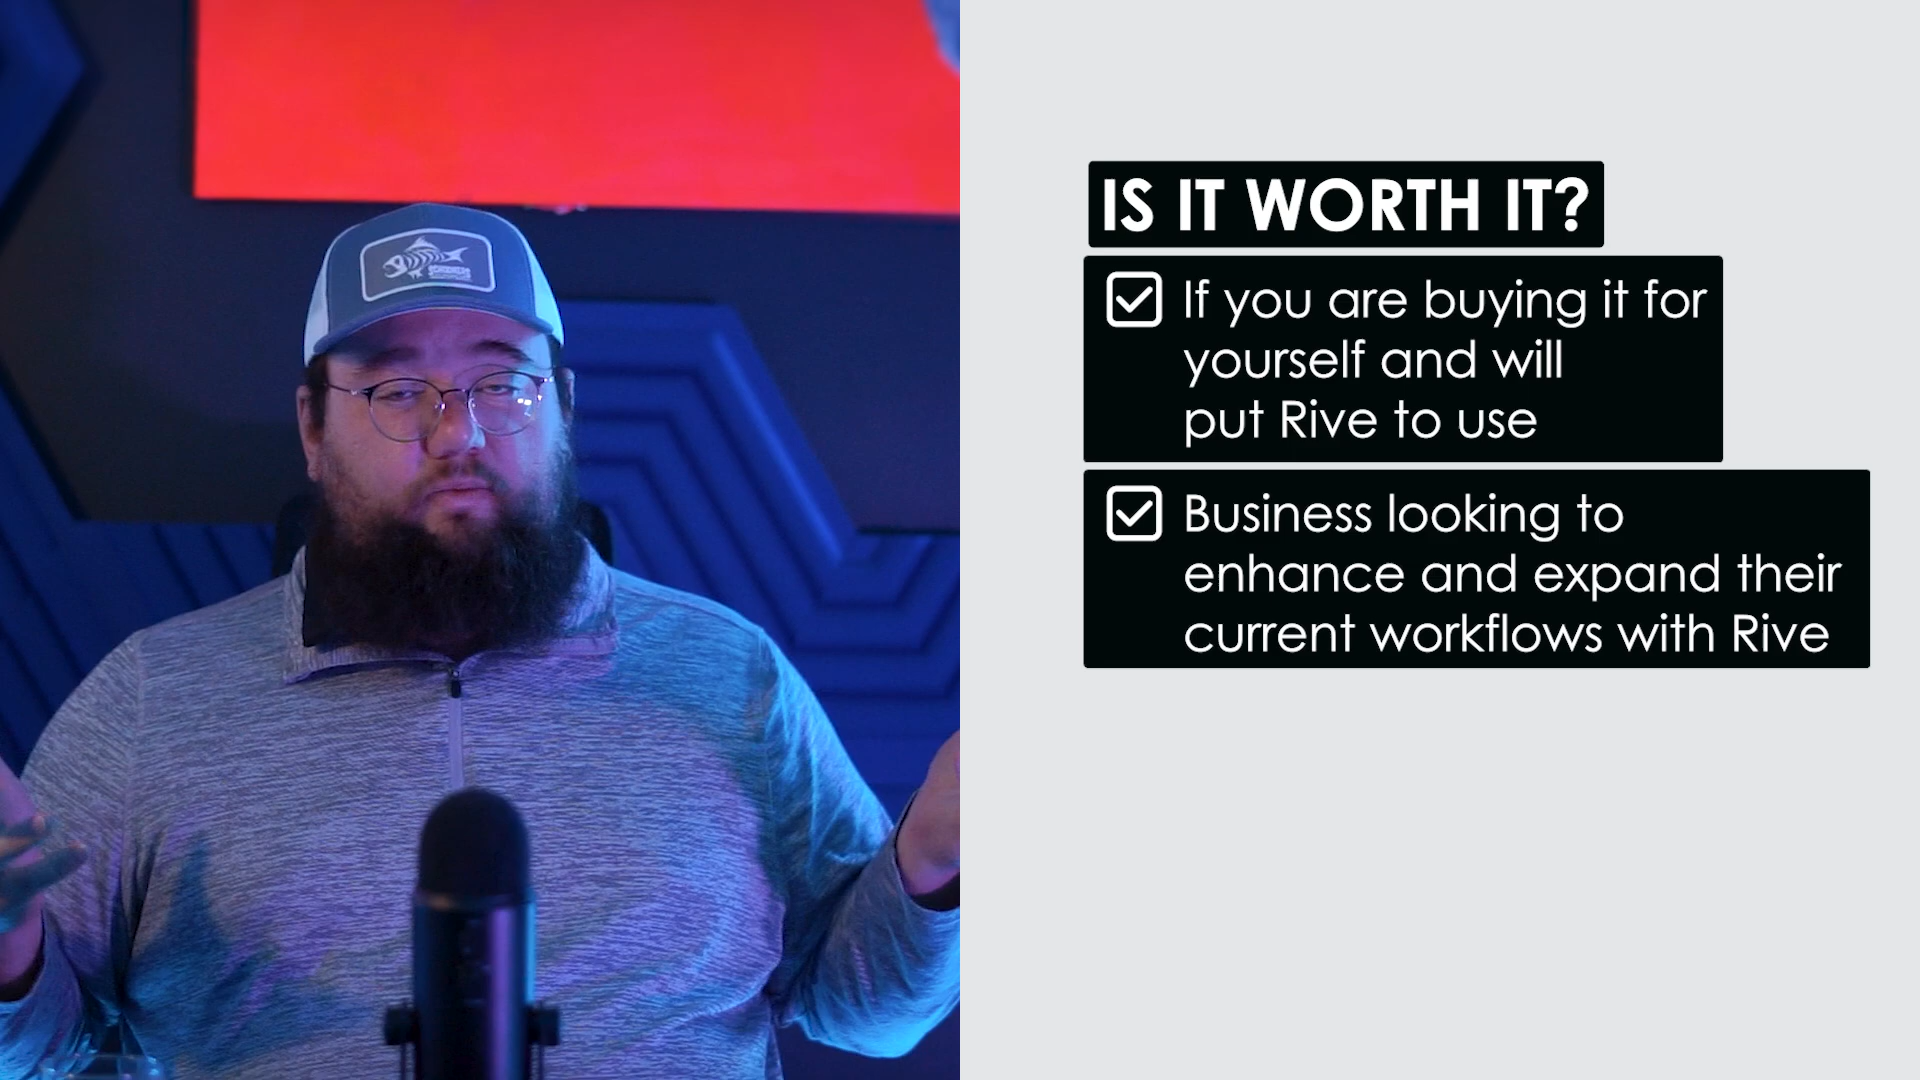 IS IT WORTH IT?
If you are buying it for
yourself and will
put Rive to use
Business looking to
enhance and expand their
current workflows with Rive